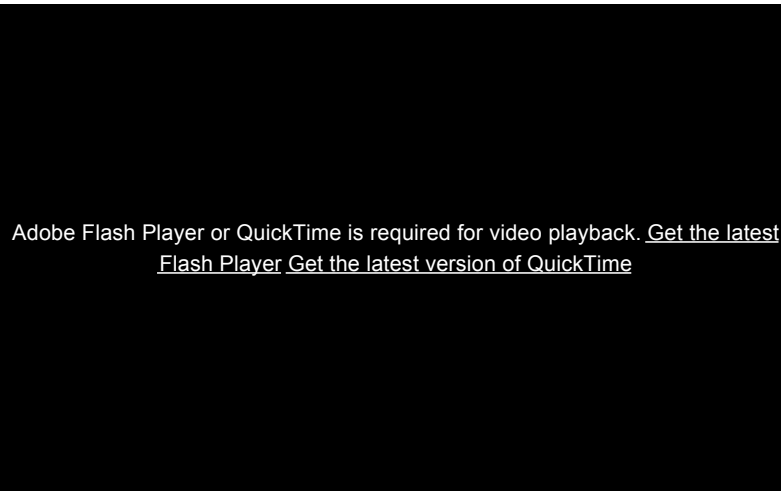 Adobe Flash Player or QuickTime is required for video playback. Get the latest
Flash Player Get the latest version of QuickTime